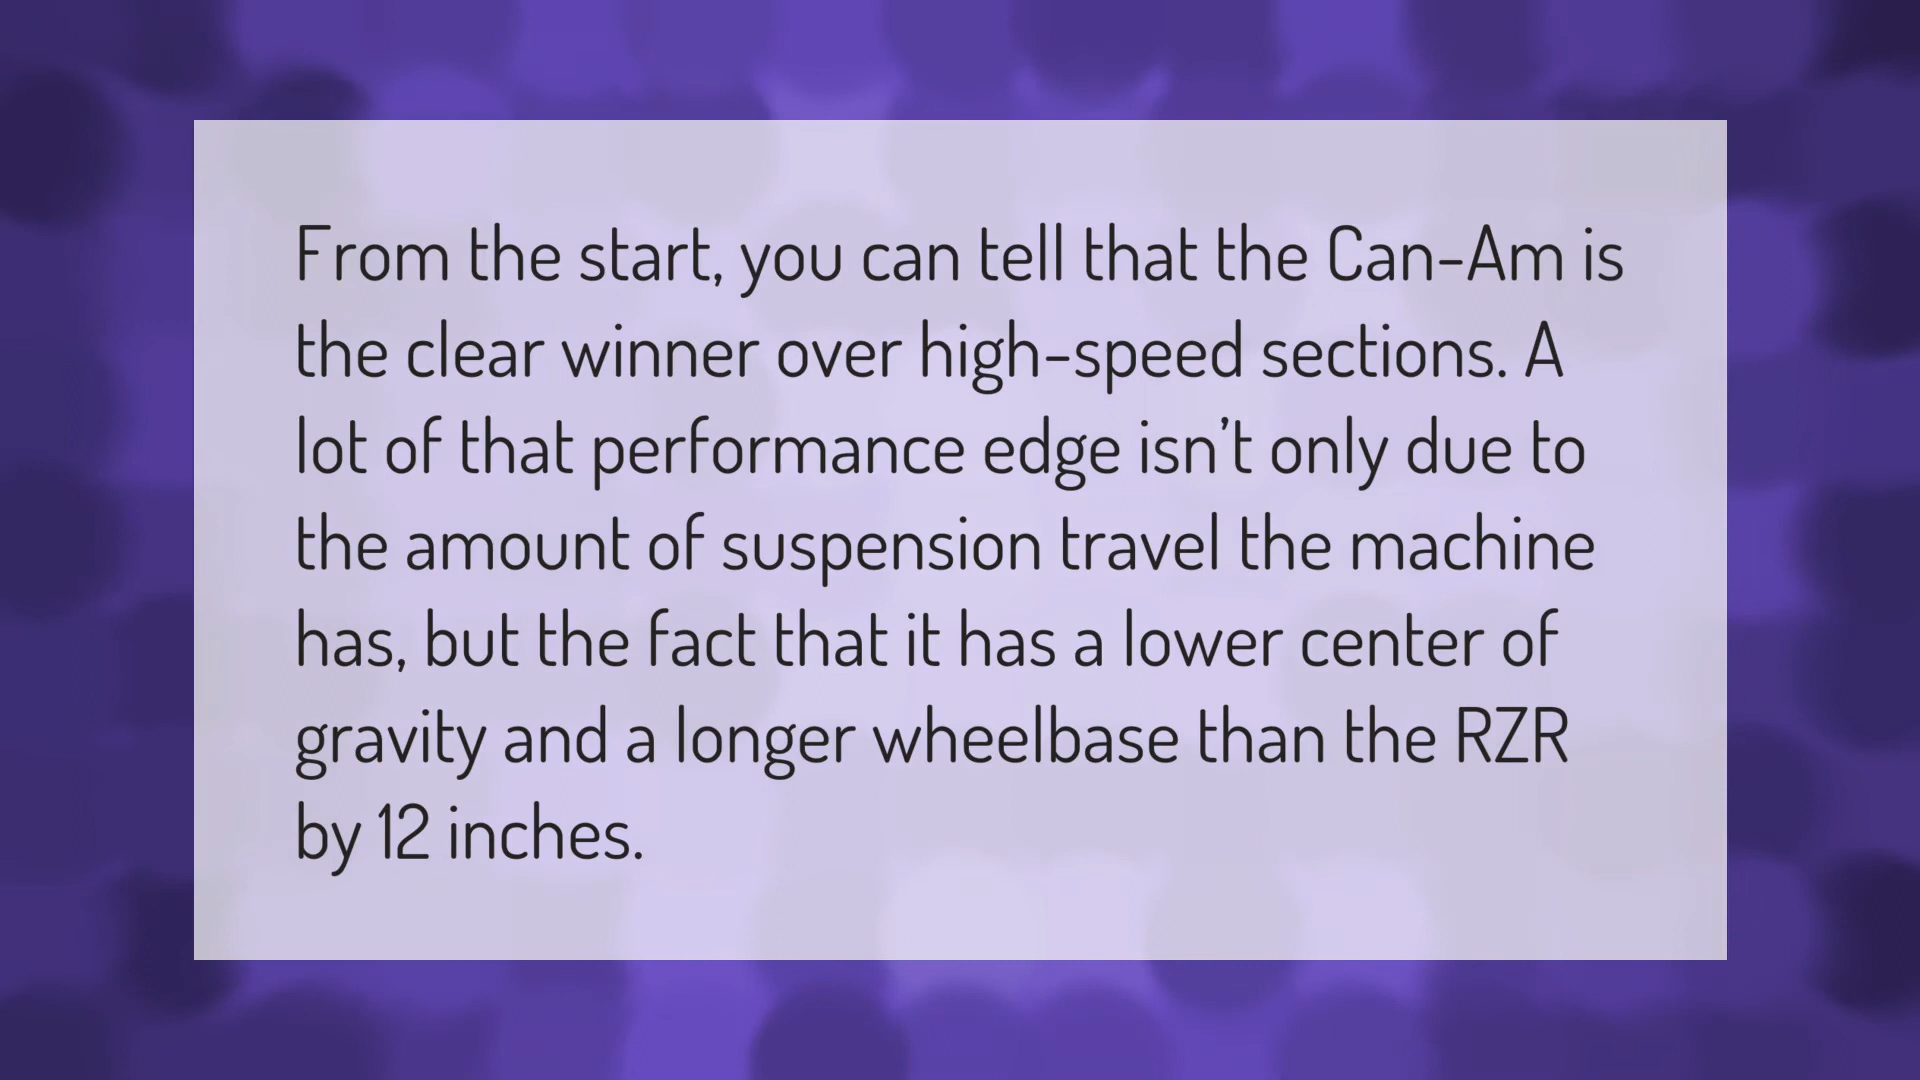 From the start, you can tell that the Can-Am is
the clear winner over high-speed sections. A
lot of that performance edge isn’t only due to
the amount of suspension travel the machine
has, but the fact that it has a lower center of
gravity and a longer wheelbase than the RZR
by 12 inches.